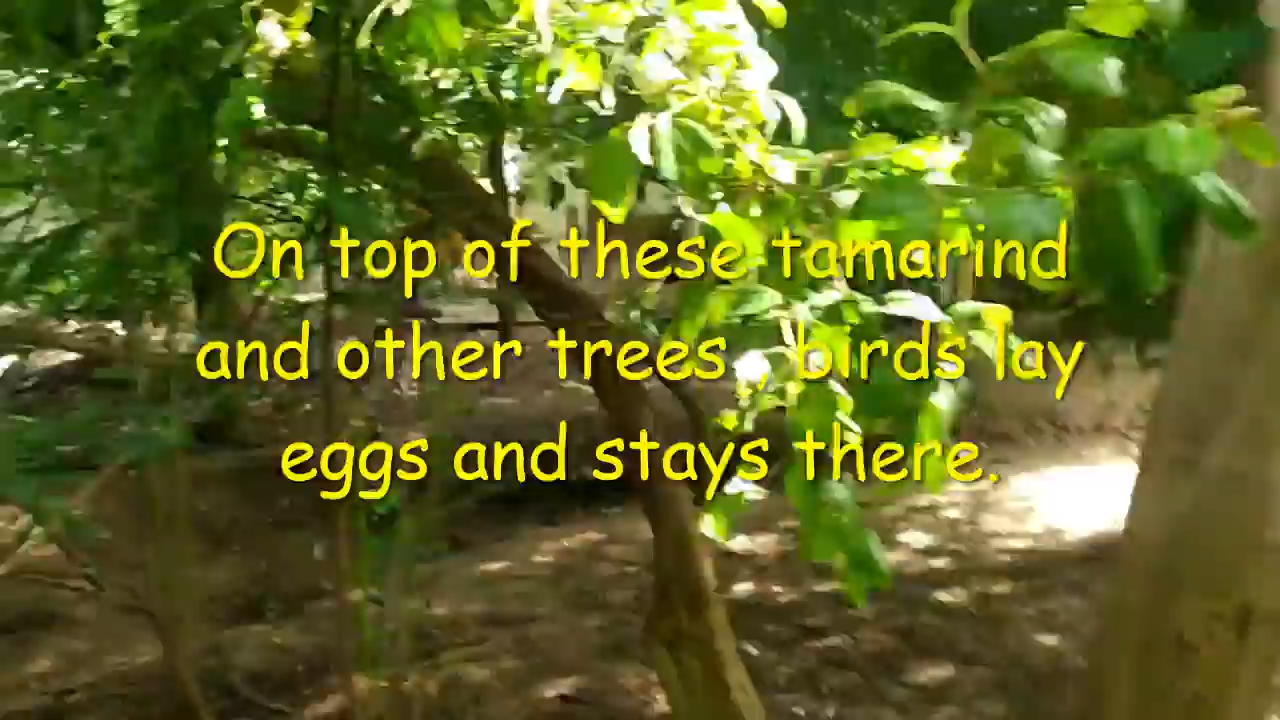 On top of these tamarind
and other trees , birds lay
eggs and stays there.